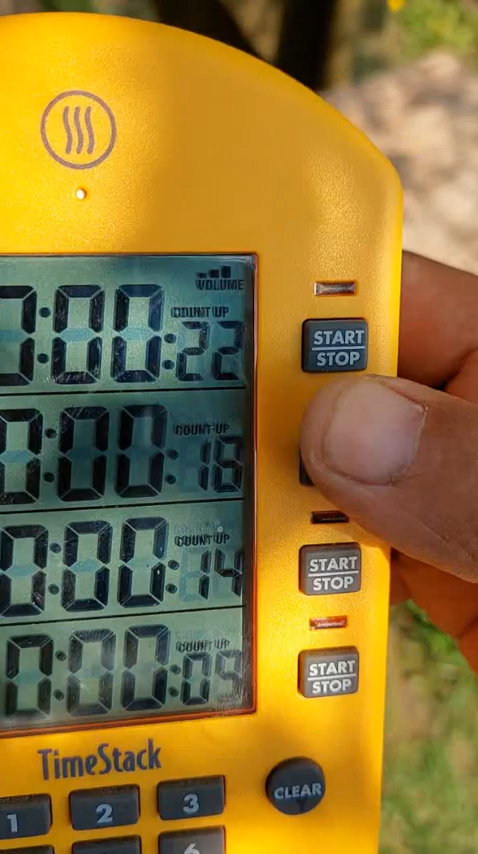 VOLUME
COUNT UP
0:00:22
START
STOP
COUNT UP
0:00:16
COUNT UP
0:00:14
START
STOP
COUNT UP
0:00:09
START
STOP
TimeStack
1 2 3
CLEAR
6